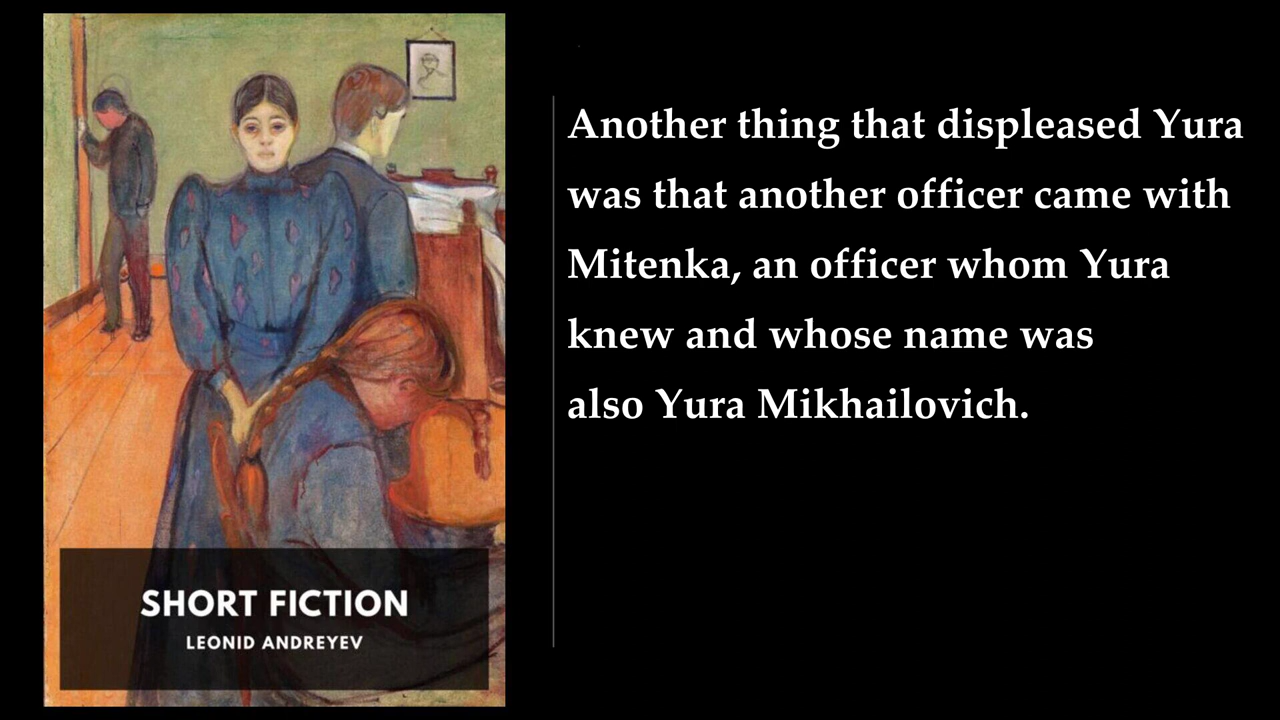 SHORT FICTION
LEONID ANDREYEV
Another thing that displeased Yura
was that another officer came with
Mitenka, an officer whom Yura
knew and whose name was
also Yura Mikhailovich.